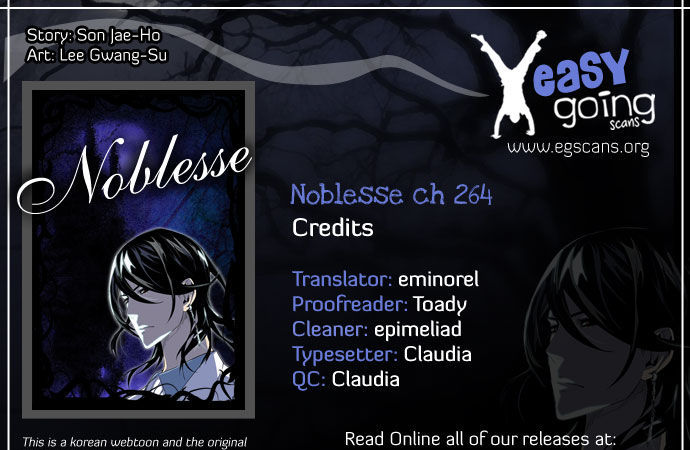 Story: Son Jae-Ho
Art: Lee Gwang-Su
easy
going
scans
www.egscans.org
Noblesse
Noblesse ch 264
Credits
Translator: eminorel
Proofreader: Toady
Cleaner: epimeliad
Typesetter: Claudia
QC: Claudia
This is a korean webtoon and the original
Read Online all of our releases at: